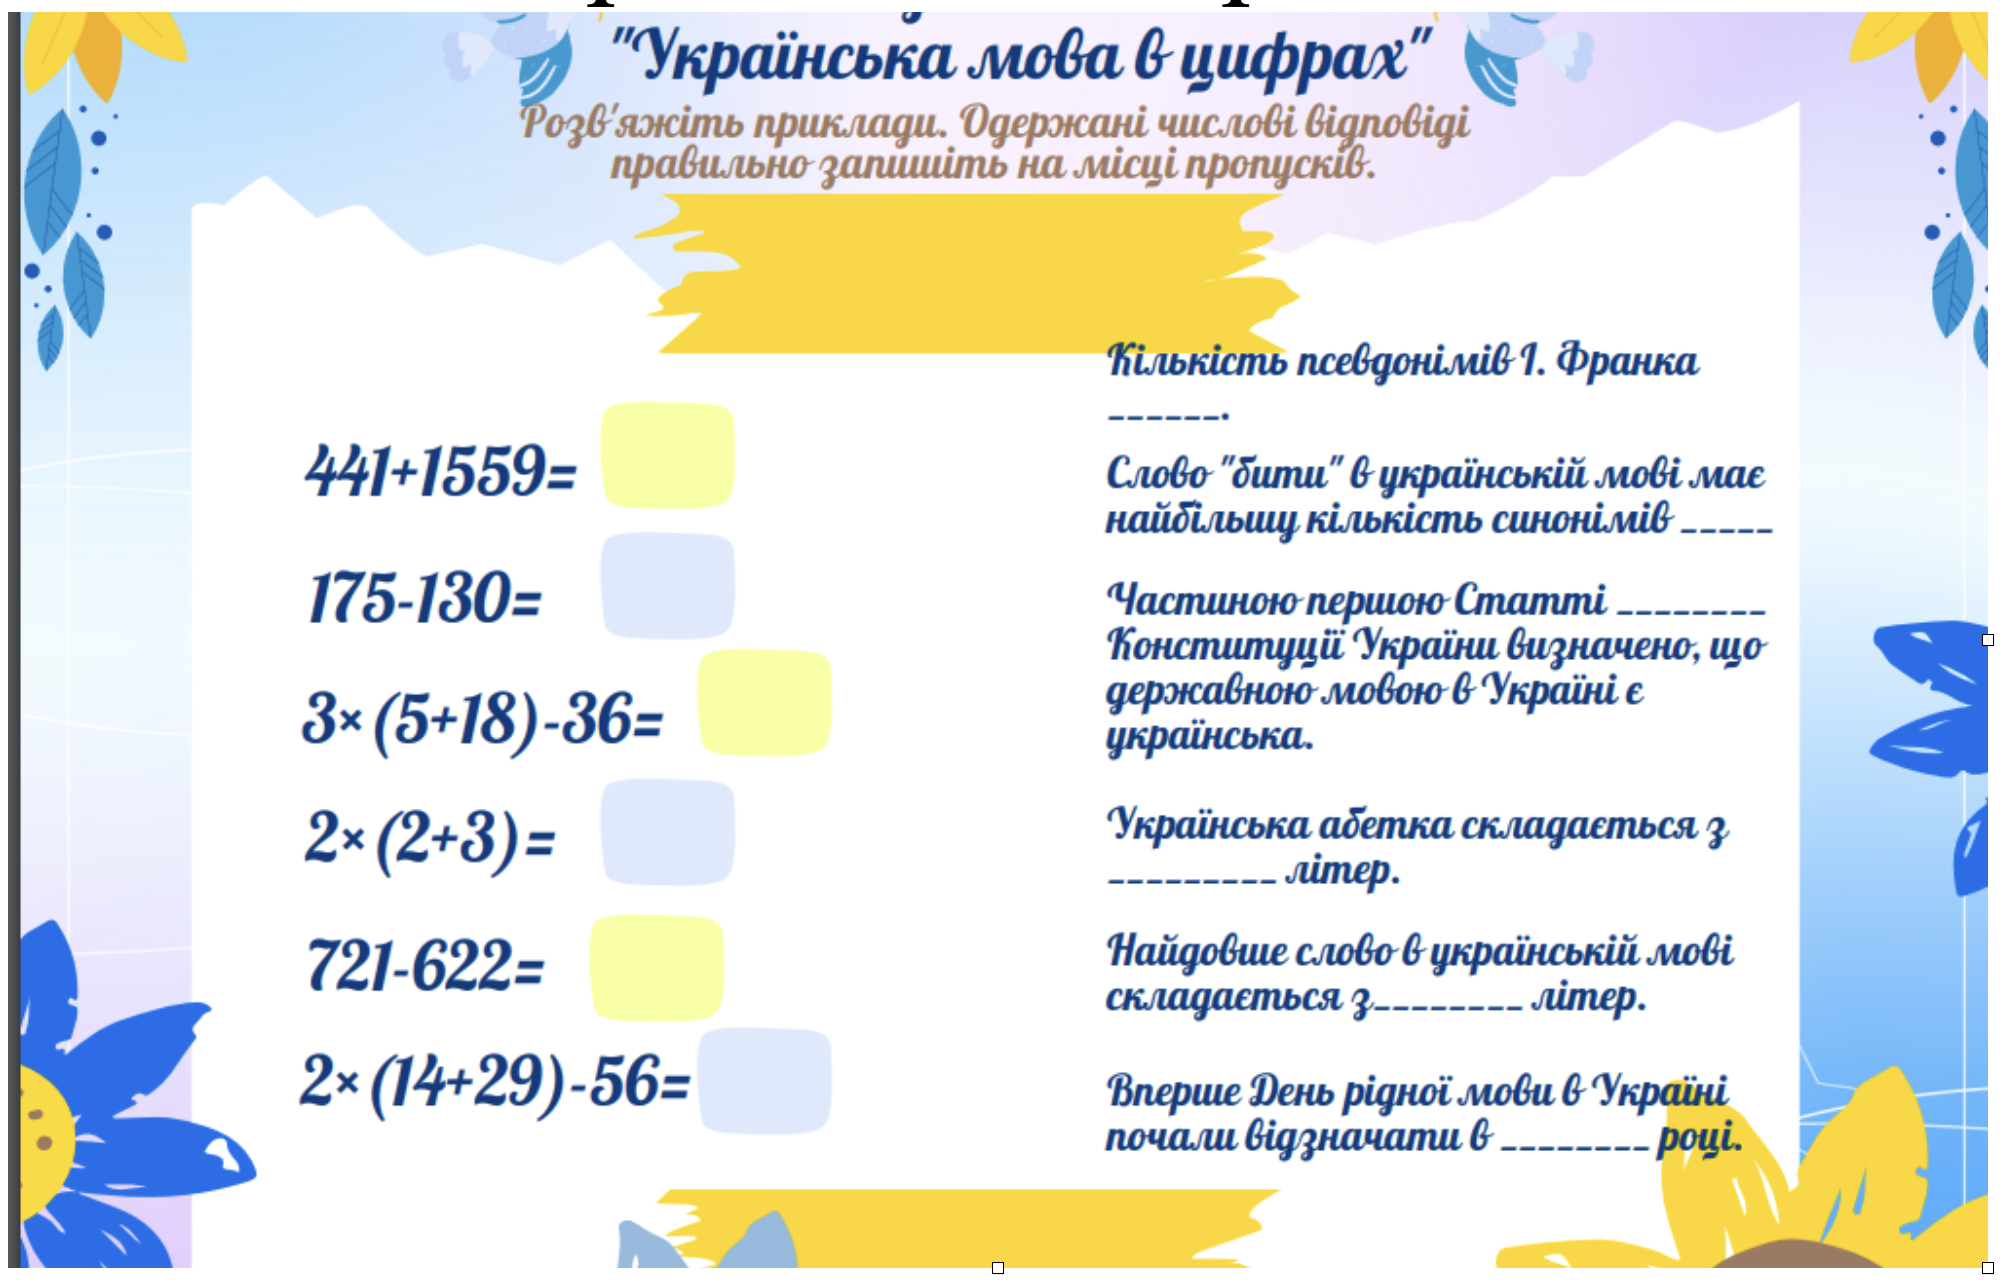 "Українська мова в цифрах"
Розв'яжіть приклади. Одержані числові відповіді
правильно запишіть на місці пропусків.
441+1559=
175-130=
3×(5+18)-36=
2×(2+3)=
721-622=
2×(14+29)-56=
Кількість псевдонімів І. Франка
______.
Слово "бити" в українській мові має
найбільшу кількість синонімів _____
Частиною першою Статті ________
Конституції України визначено, що
державною мовою в Україні є
українська.
Українська абетка складається з
_________ літер.
Найдовше слово в українській мові
складається з________ літер.
Вперше День рідної мови в Україні
почали відзначати в ________ році.